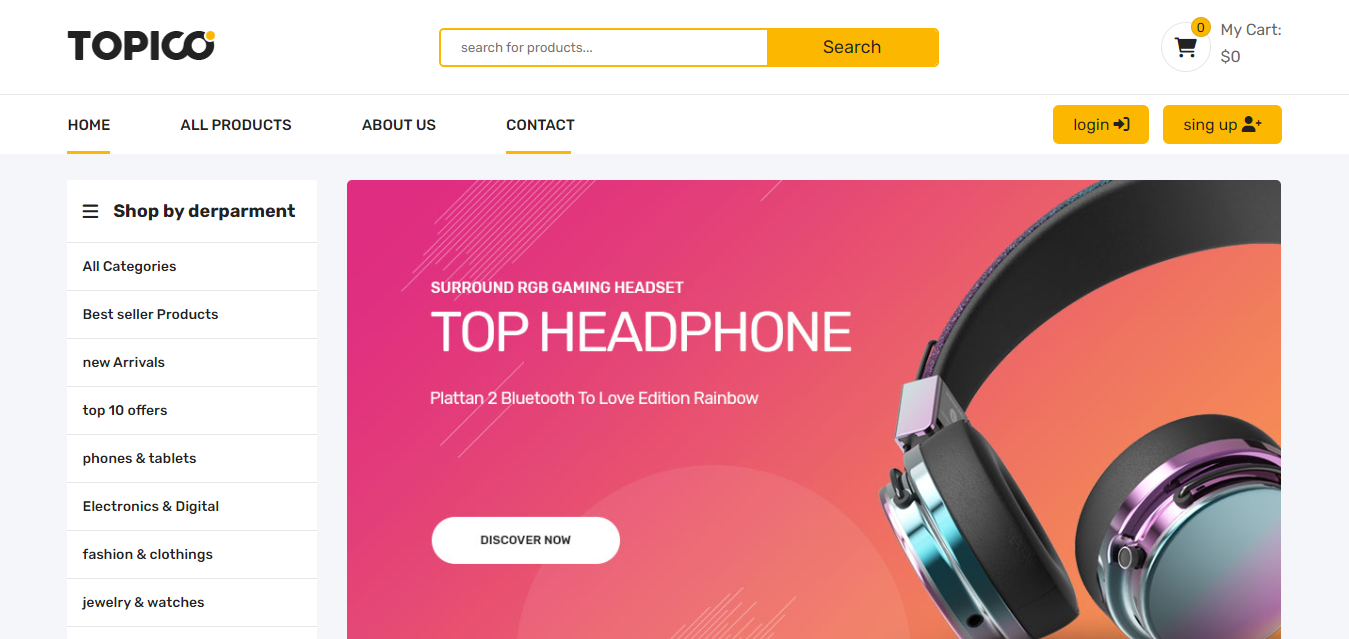 TOPICO
search for products...
Search
0
My Cart:
$0
HOME
ALL PRODUCTS
ABOUT US
CONTACT
login
sing up
Shop by derparment
All Categories
Best seller Products
new Arrivals
top 10 offers
phones & tablets
Electronics & Digital
fashion & clothings
jewelry & watches
SURROUND RGB GAMING HEADSET
TOP HEADPHONE
Plattan 2 Bluetooth To Love Edition Rainbow
DISCOVER NOW